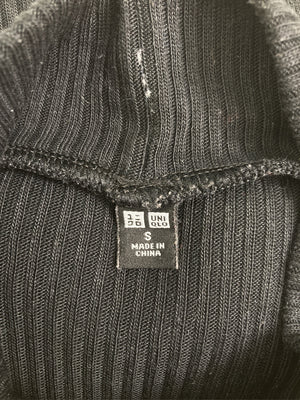 ユニ UNI
クロ QLO
S
MADE IN
CHINA